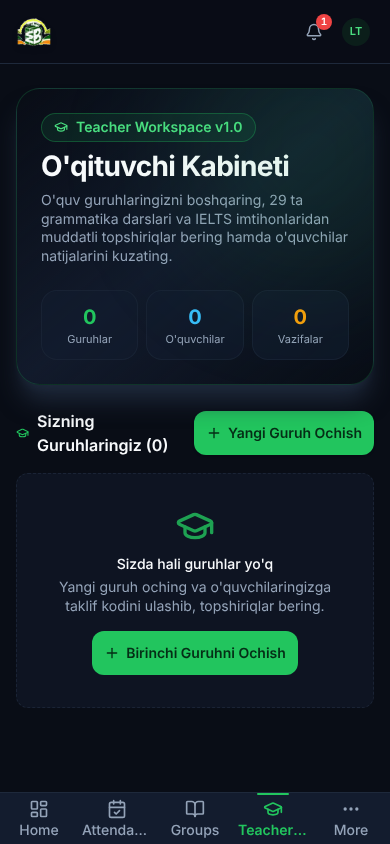 1
LT
Teacher Workspace v1.0
O'qituvchi Kabineti
O'quv guruhlaringizni boshqaring, 29 ta
grammatika darslari va IELTS imtihonlaridan
muddatli topshiriqlar bering hamda o'quvchilar
natijalarini kuzating.
0
0
0
Guruhlar
O'quvchilar
Vazifalar
Sizning
Guruhlaringiz (0)
Yangi Guruh Ochish
Sizda hali guruhlar yo'q
Yangi guruh oching va o'quvchilaringizga
taklif kodini ulashib, topshiriqlar bering.
Birinchi Guruhni Ochish
Home
Attenda...
Groups
Teacher...
More